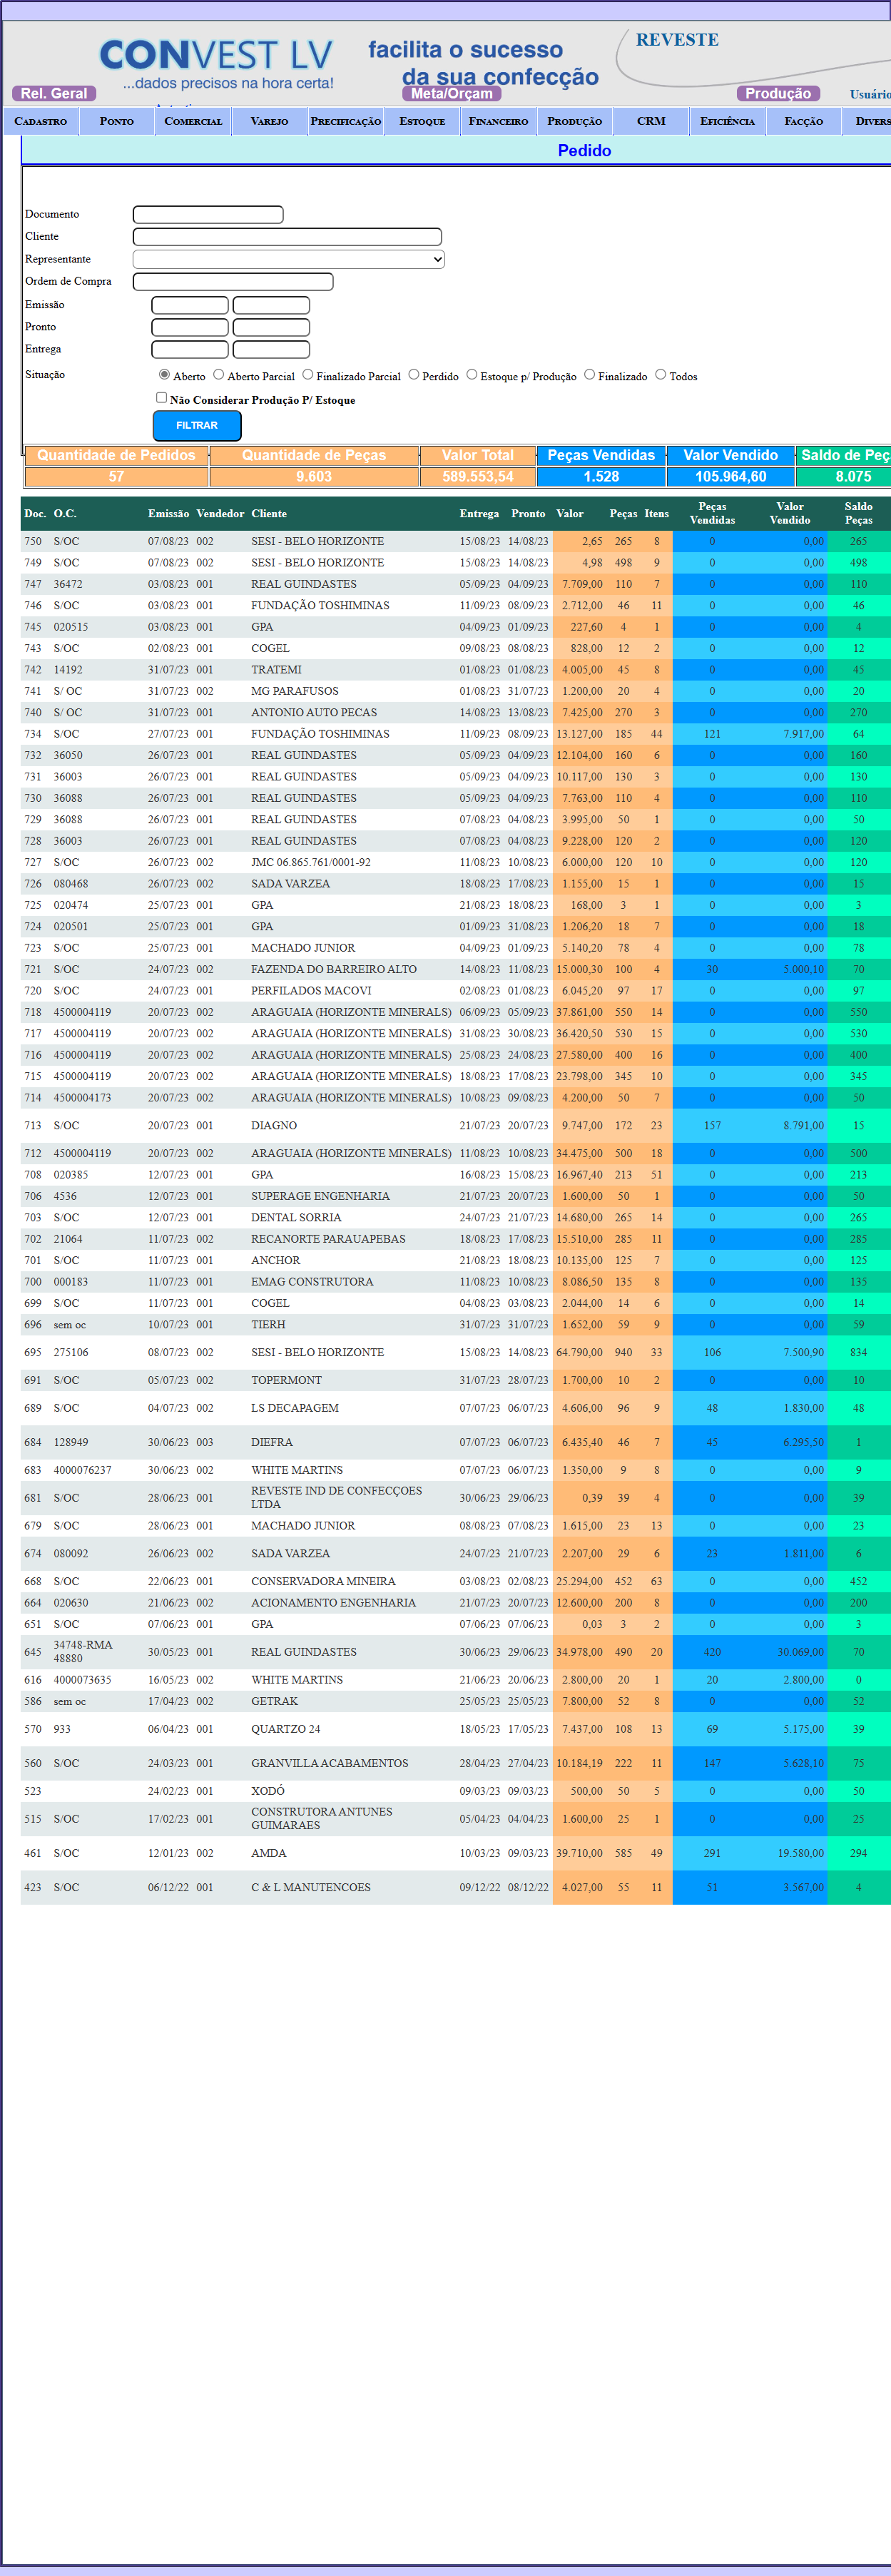 CONVEST LV
...dados precisos na hora certa!
facilita o sucesso
da sua confecção
REVESTE
Rel. Geral Meta/Orçam Produção Usuário
Cadastro Ponto Comercial Varejo Precificação Estoque Financeiro Produção CRM Eficiência Facção Divers
Pedido
Documento
Cliente
Representante
Ordem de Compra
Emissão
Pronto
Entrega
Situação Aberto Aberto Parcial Finalizado Parcial Perdido Estoque p/ Produção Finalizado Todos
Não Considerar Produção P/ Estoque
FILTRAR
Quantidade de Pedidos Quantidade de Peças Valor Total Peças Vendidas Valor Vendido Saldo de Peç
57 9.603 589.553,54 1.528 105.964,60 8.075
Doc. O.C. Emissão Vendedor Cliente Entrega Pronto Valor Peças Itens Peças Vendidas Valor Vendido Saldo Peças
750 S/OC 07/08/23 002 SESI - BELO HORIZONTE 15/08/23 14/08/23 2,65 265 8 0 0,00 265
749 S/OC 07/08/23 002 SESI - BELO HORIZONTE 15/08/23 14/08/23 4,98 498 9 0 0,00 498
747 36472 03/08/23 001 REAL GUINDASTES 05/09/23 04/09/23 7.709,00 110 7 0 0,00 110
746 S/OC 03/08/23 001 FUNDAÇÃO TOSHIMINAS 11/09/23 08/09/23 2.712,00 46 11 0 0,00 46
745 020515 03/08/23 001 GPA 04/09/23 01/09/23 227,60 4 1 0 0,00 4
743 S/OC 02/08/23 001 COGEL 09/08/23 08/08/23 828,00 12 2 0 0,00 12
742 14192 31/07/23 001 TRATEMI 01/08/23 01/08/23 4.005,00 45 8 0 0,00 45
741 S/ OC 31/07/23 002 MG PARAFUSOS 01/08/23 31/07/23 1.200,00 20 4 0 0,00 20
740 S/ OC 31/07/23 001 ANTONIO AUTO PECAS 14/08/23 13/08/23 7.425,00 270 3 0 0,00 270
734 S/OC 27/07/23 001 FUNDAÇÃO TOSHIMINAS 11/09/23 08/09/23 13.127,00 185 44 121 7.917,00 64
732 36050 26/07/23 001 REAL GUINDASTES 05/09/23 04/09/23 12.104,00 160 6 0 0,00 160
731 36003 26/07/23 001 REAL GUINDASTES 05/09/23 04/09/23 10.117,00 130 3 0 0,00 130
730 36088 26/07/23 001 REAL GUINDASTES 05/09/23 04/09/23 7.763,00 110 4 0 0,00 110
729 36088 26/07/23 001 REAL GUINDASTES 07/08/23 04/08/23 3.995,00 50 1 0 0,00 50
728 36003 26/07/23 001 REAL GUINDASTES 07/08/23 04/08/23 9.228,00 120 2 0 0,00 120
727 S/OC 26/07/23 002 JMC 06.865.761/0001-92 11/08/23 10/08/23 6.000,00 120 10 0 0,00 120
726 080468 26/07/23 002 SADA VARZEA 18/08/23 17/08/23 1.155,00 15 1 0 0,00 15
725 020474 25/07/23 001 GPA 21/08/23 18/08/23 168,00 3 1 0 0,00 3
724 020501 25/07/23 001 GPA 01/09/23 31/08/23 1.206,20 18 7 0 0,00 18
723 S/OC 25/07/23 001 MACHADO JUNIOR 04/09/23 01/09/23 5.140,20 78 4 0 0,00 78
721 S/OC 24/07/23 002 FAZENDA DO BARREIRO ALTO 14/08/23 11/08/23 15.000,30 100 4 30 5.000,10 70
720 S/OC 24/07/23 001 PERFILADOS MACOVI 02/08/23 01/08/23 6.045,20 97 17 0 0,00 97
718 4500004119 20/07/23 002 ARAGUAIA (HORIZONTE MINERALS) 06/09/23 05/09/23 37.861,00 550 14 0 0,00 550
717 4500004119 20/07/23 002 ARAGUAIA (HORIZONTE MINERALS) 31/08/23 30/08/23 36.420,50 530 15 0 0,00 530
716 4500004119 20/07/23 002 ARAGUAIA (HORIZONTE MINERALS) 25/08/23 24/08/23 27.580,00 400 16 0 0,00 400
715 4500004119 20/07/23 002 ARAGUAIA (HORIZONTE MINERALS) 18/08/23 17/08/23 23.798,00 345 10 0 0,00 345
714 4500004173 20/07/23 002 ARAGUAIA (HORIZONTE MINERALS) 10/08/23 09/08/23 4.200,00 50 7 0 0,00 50
713 S/OC 20/07/23 001 DIAGNO 21/07/23 20/07/23 9.747,00 172 23 157 8.791,00 15
712 4500004119 20/07/23 002 ARAGUAIA (HORIZONTE MINERALS) 11/08/23 10/08/23 34.475,00 500 18 0 0,00 500
708 020385 12/07/23 001 GPA 16/08/23 15/08/23 16.967,40 213 51 0 0,00 213
706 4536 12/07/23 001 SUPERAGE ENGENHARIA 21/07/23 20/07/23 1.600,00 50 1 0 0,00 50
703 S/OC 12/07/23 001 DENTAL SORRIA 24/07/23 21/07/23 14.680,00 265 14 0 0,00 265
702 21064 11/07/23 002 RECANORTE PARAUAPEBAS 18/08/23 17/08/23 15.510,00 285 11 0 0,00 285
701 S/OC 11/07/23 001 ANCHOR 21/08/23 18/08/23 10.135,00 125 7 0 0,00 125
700 000183 11/07/23 001 EMAG CONSTRUTORA 11/08/23 10/08/23 8.086,50 135 8 0 0,00 135
699 S/OC 11/07/23 001 COGEL 04/08/23 03/08/23 2.044,00 14 6 0 0,00 14
696 sem oc 10/07/23 001 TIERH 31/07/23 31/07/23 1.652,00 59 9 0 0,00 59
695 275106 08/07/23 002 SESI - BELO HORIZONTE 15/08/23 14/08/23 64.790,00 940 33 106 7.500,90 834
691 S/OC 05/07/23 002 TOPERMONT 31/07/23 28/07/23 1.700,00 10 2 0 0,00 10
689 S/OC 04/07/23 002 LS DECAPAGEM 07/07/23 06/07/23 4.606,00 96 9 48 1.830,00 48
684 128949 30/06/23 003 DIEFRA 07/07/23 06/07/23 6.435,40 46 7 45 6.295,50 1
683 4000076237 30/06/23 002 WHITE MARTINS 07/07/23 06/07/23 1.350,00 9 8 0 0,00 9
681 S/OC 28/06/23 001 REVESTE IND DE CONFECÇOES LTDA 30/06/23 29/06/23 0,39 39 4 0 0,00 39
679 S/OC 28/06/23 001 MACHADO JUNIOR 08/08/23 07/08/23 1.615,00 23 13 0 0,00 23
674 080092 26/06/23 002 SADA VARZEA 24/07/23 21/07/23 2.207,00 29 6 23 1.811,00 6
668 S/OC 22/06/23 001 CONSERVADORA MINEIRA 03/08/23 02/08/23 25.294,00 452 63 0 0,00 452
664 020630 21/06/23 002 ACIONAMENTO ENGENHARIA 21/07/23 20/07/23 12.600,00 200 8 0 0,00 200
651 S/OC 07/06/23 001 GPA 07/06/23 07/06/23 0,03 3 2 0 0,00 3
645 34748-RMA 48880 30/05/23 001 REAL GUINDASTES 30/06/23 29/06/23 34.978,00 490 20 420 30.069,00 70
616 4000073635 16/05/23 002 WHITE MARTINS 21/06/23 20/06/23 2.800,00 20 1 20 2.800,00 0
586 sem oc 17/04/23 002 GETRAK 25/05/23 25/05/23 7.800,00 52 8 0 0,00 52
570 933 06/04/23 001 QUARTZO 24 18/05/23 17/05/23 7.437,00 108 13 69 5.175,00 39
560 S/OC 24/03/23 001 GRANVILLA ACABAMENTOS 28/04/23 27/04/23 10.184,19 222 11 147 5.628,10 75
523 24/02/23 001 XODÓ 09/03/23 09/03/23 500,00 50 5 0 0,00 50
515 S/OC 17/02/23 001 CONSTRUTORA ANTUNES GUIMARAES 05/04/23 04/04/23 1.600,00 25 1 0 0,00 25
461 S/OC 12/01/23 002 AMDA 10/03/23 09/03/23 39.710,00 585 49 291 19.580,00 294
423 S/OC 06/12/22 001 C & L MANUTENCOES 09/12/22 08/12/22 4.027,00 55 11 51 3.567,00 4